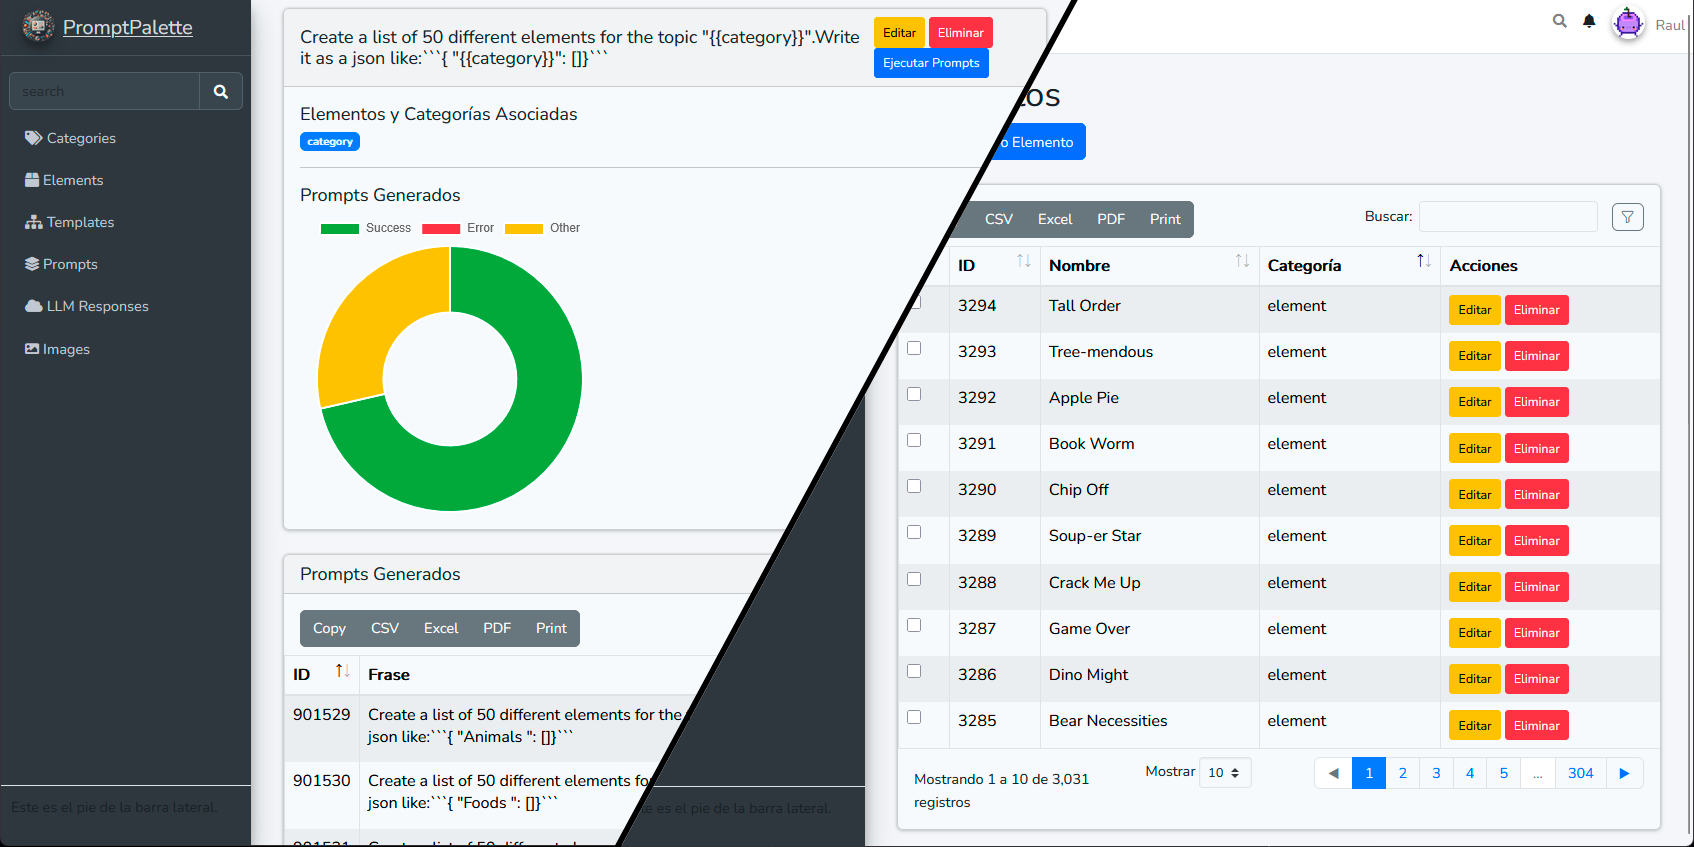 PromptPalette
search
Categories
Elements
Templates
Prompts
LLM Responses
Images
Este es el pie de la barra lateral.
Create a list of 50 different elements for the topic "{{category}}".Write
it as a json like:```{ "{{category}}": []}```
Editar Eliminar
Ejecutar Prompts
Elementos y Categorías Asociadas
category
Prompts Generados
Success Error Other
Prompts Generados
Copy CSV Excel PDF Print
ID Frase
901529 Create a list of 50 different elements for the
json like:```{ "Animals ": []}```
901530 Create a list of 50 different elements fo
json like:```{ "Foods ": []}```
Raul
tos
o Elemento
CSV Excel PDF Print
Buscar:
ID Nombre Categoría Acciones
3294 Tall Order element Editar Eliminar
3293 Tree-mendous element Editar Eliminar
3292 Apple Pie element Editar Eliminar
3291 Book Worm element Editar Eliminar
3290 Chip Off element Editar Eliminar
3289 Soup-er Star element Editar Eliminar
3288 Crack Me Up element Editar Eliminar
3287 Game Over element Editar Eliminar
3286 Dino Might element Editar Eliminar
3285 Bear Necessities element Editar Eliminar
Mostrando 1 a 10 de 3,031
registros
Mostrar 10
◀ 1 2 3 4 5 ... 304 ▶
te es el pie de la barra lateral.